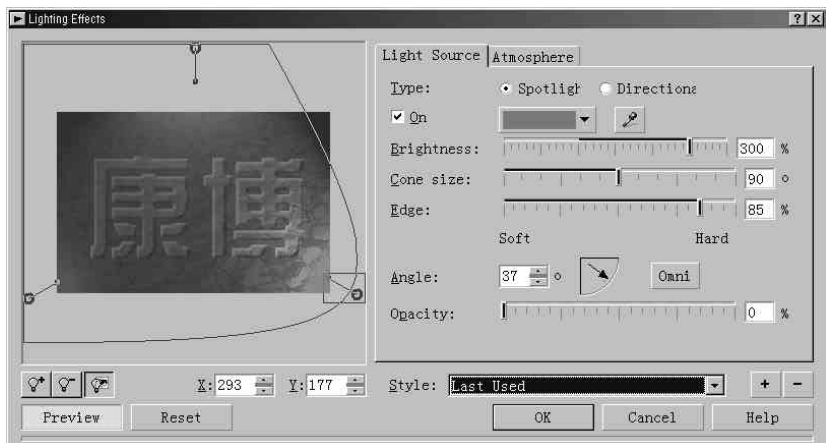 Lighting Effects
康博
Light Source Atmosphere
Type: Spotligh Directiona
On
Brightness: 300 %
Cone size: 90 o
Edge: 85 %
Soft Hard
Angle: 37 o Omni
Opacity: 0 %
X: 293 Y: 177 Style: Last Used + -
Preview Reset OK Cancel Help